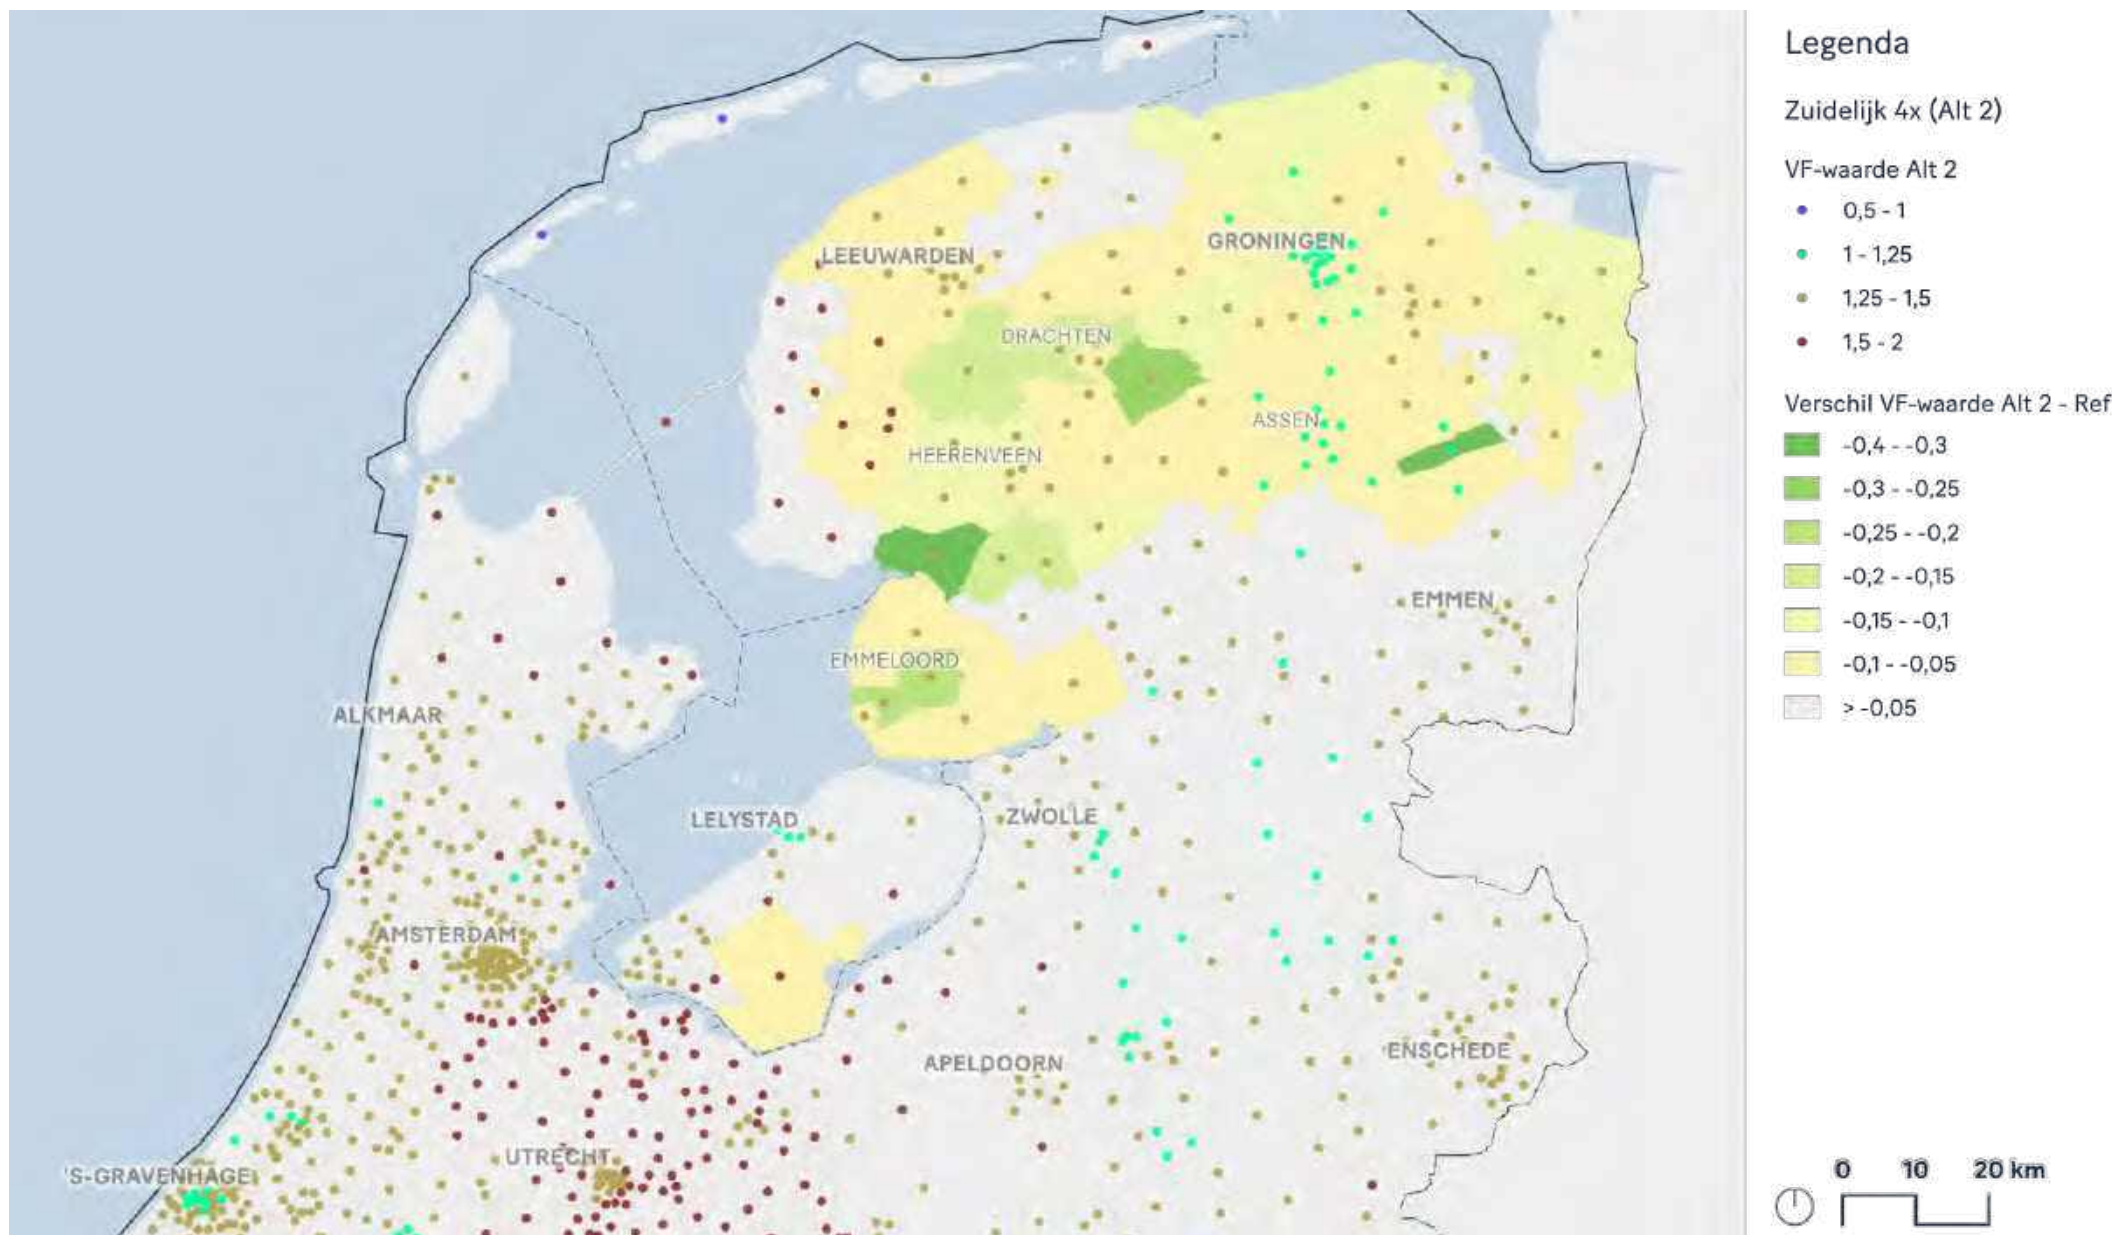 LEEUWARDEN
GRONINGEN
DRACHTEN
ASSEN
HEERENVEEN
EMMEN
EMMELOORD
ALKMAAR
LELYSTAD
ZWOLLE
AMSTERDAM
APELDOORN
ENSCHEDE
UTRECHT
'S-GRAVENHAGE
Legenda
Zuidelijk 4x (Alt 2)
VF-waarde Alt 2
0,5 - 1
1 - 1,25
1,25 - 1,5
1,5 - 2
Verschil VF-waarde Alt 2 - Ref
-0,4 - -0,3
-0,3 - -0,25
-0,25 - -0,2
-0,2 - -0,15
-0,15 - -0,1
-0,1 - -0,05
> -0,05
0 10 20 km